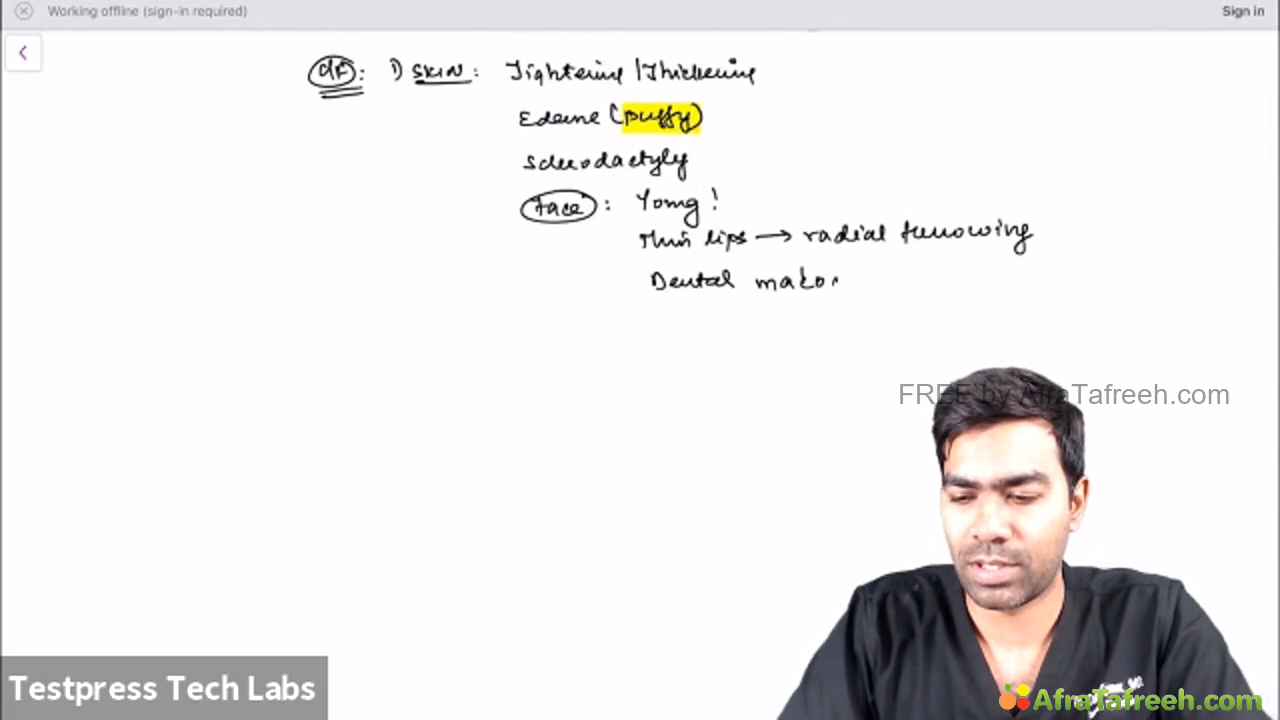 Working offline (sign-in required)
Sign in
C/F: 1) SKIN: Tightening / Thickening
Edema (Puffy)
Sclerodactyly
Face: Young!
Thin lips → radial furrowing
Dental mako
FREE by AfraTafreeh.com
Testpress Tech Labs
AfraTafreeh.com